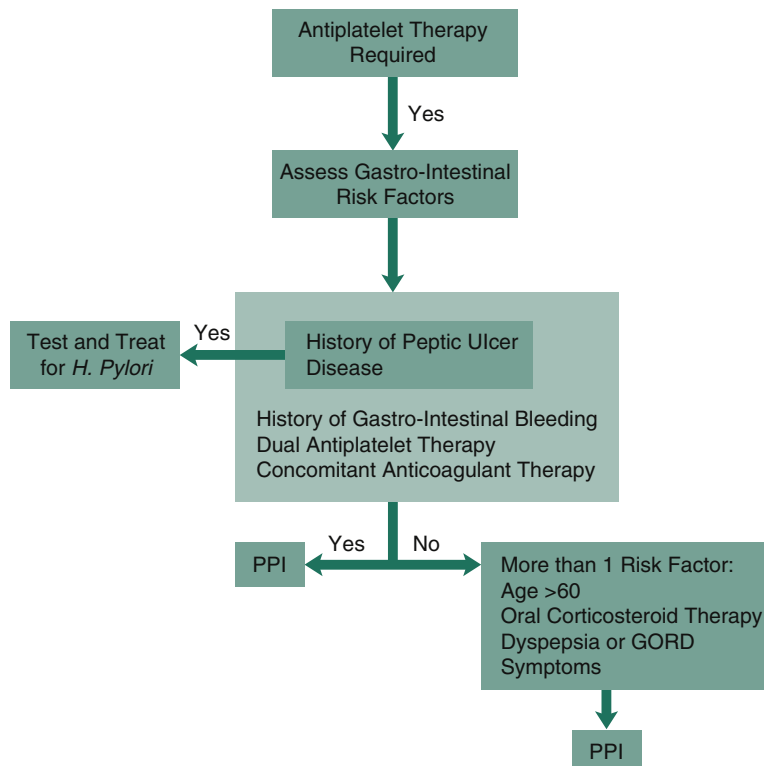 Antiplatelet Therapy
Required
Yes
Assess Gastro-Intestinal
Risk Factors
Yes
Test and Treat
for H. Pylori
History of Peptic Ulcer
Disease
History of Gastro-Intestinal Bleeding
Dual Antiplatelet Therapy
Concomitant Anticoagulant Therapy
Yes
No
PPI
More than 1 Risk Factor:
Age >60
Oral Corticosteroid Therapy
Dyspepsia or GORD
Symptoms
PPI